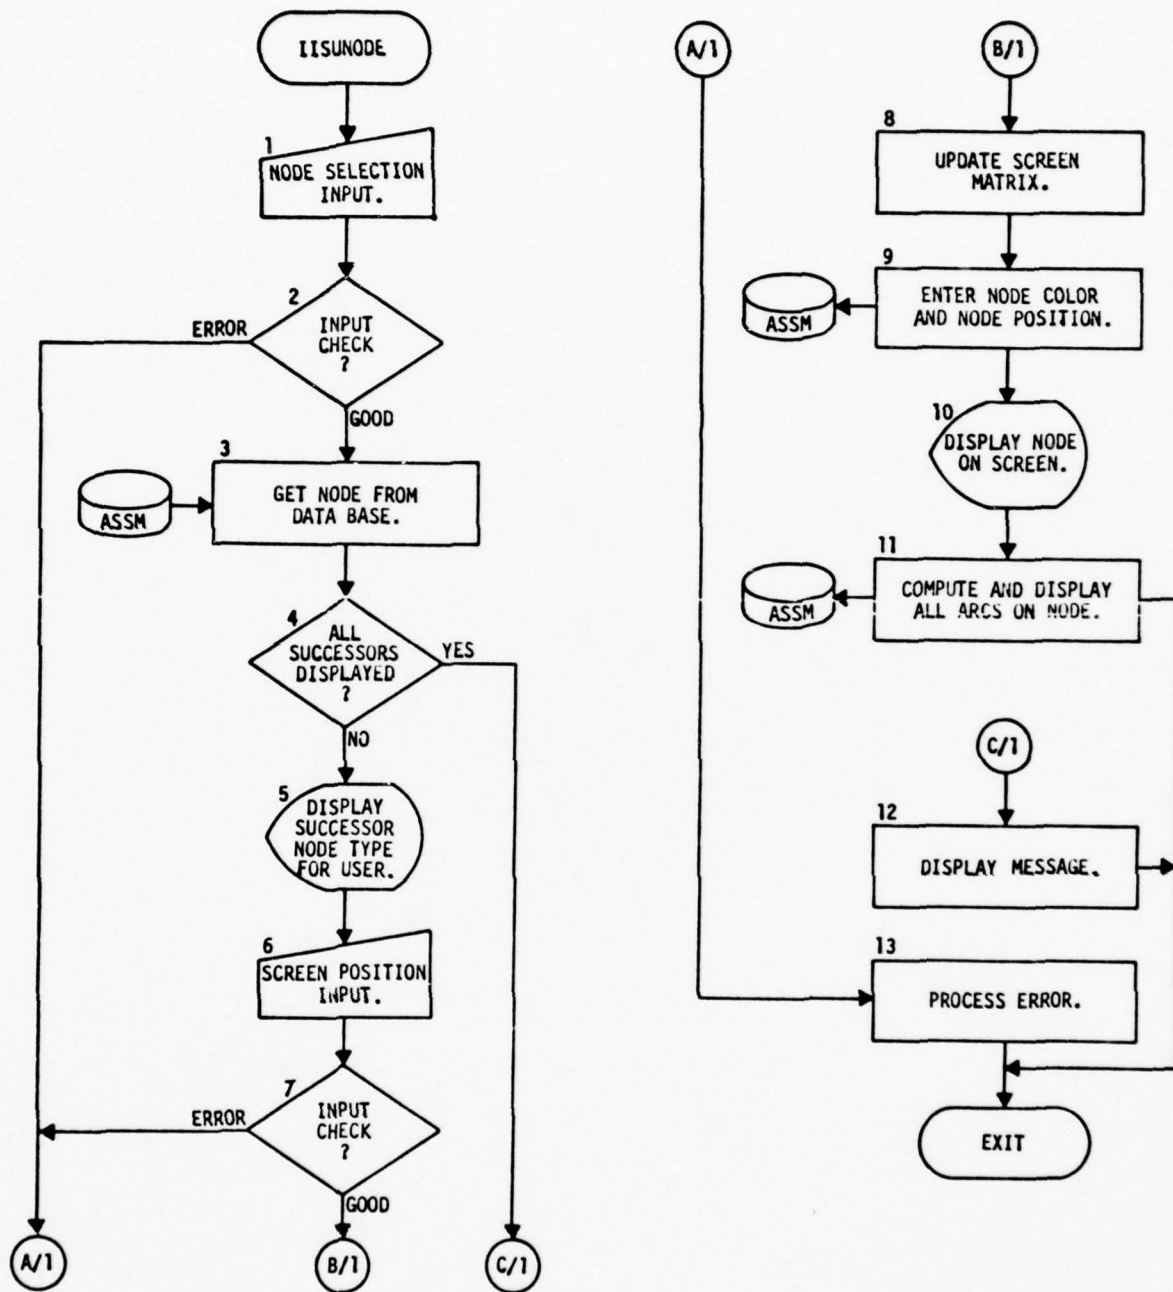 IISUNODE
1
NODE SELECTION
INPUT.
2
INPUT
CHECK
?
ERROR
GOOD
3
GET NODE FROM
DATA BASE.
ASSM
4
ALL
SUCCESSORS
DISPLAYED
?
YES
NO
5
DISPLAY
SUCCESSOR
NODE TYPE
FOR USER.
6
SCREEN POSITION
INPUT.
7
INPUT
CHECK
?
ERROR
GOOD
A/1
B/1
C/1
A/1
B/1
8
UPDATE SCREEN
MATRIX.
9
ENTER NODE COLOR
AND NODE POSITION.
ASSM
10
DISPLAY NODE
ON SCREEN.
11
COMPUTE AND DISPLAY
ALL ARCS ON NODE.
ASSM
C/1
12
DISPLAY MESSAGE.
13
PROCESS ERROR.
EXIT